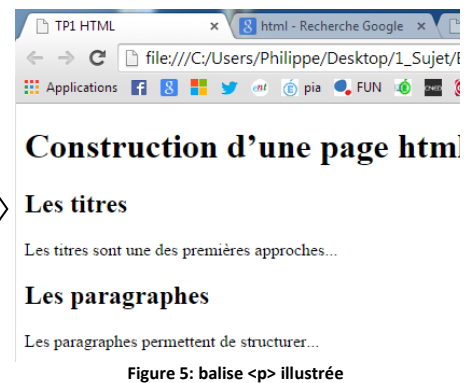 TP1 HTML × html - Recherche Google ×
file:///C:/Users/Philippe/Desktop/1_Sujet/
Applications pia FUN
Construction d’une page html
Les titres
Les titres sont une des premières approches...
Les paragraphes
Les paragraphes permettent de structurer...
Figure 5: balise <p> illustrée